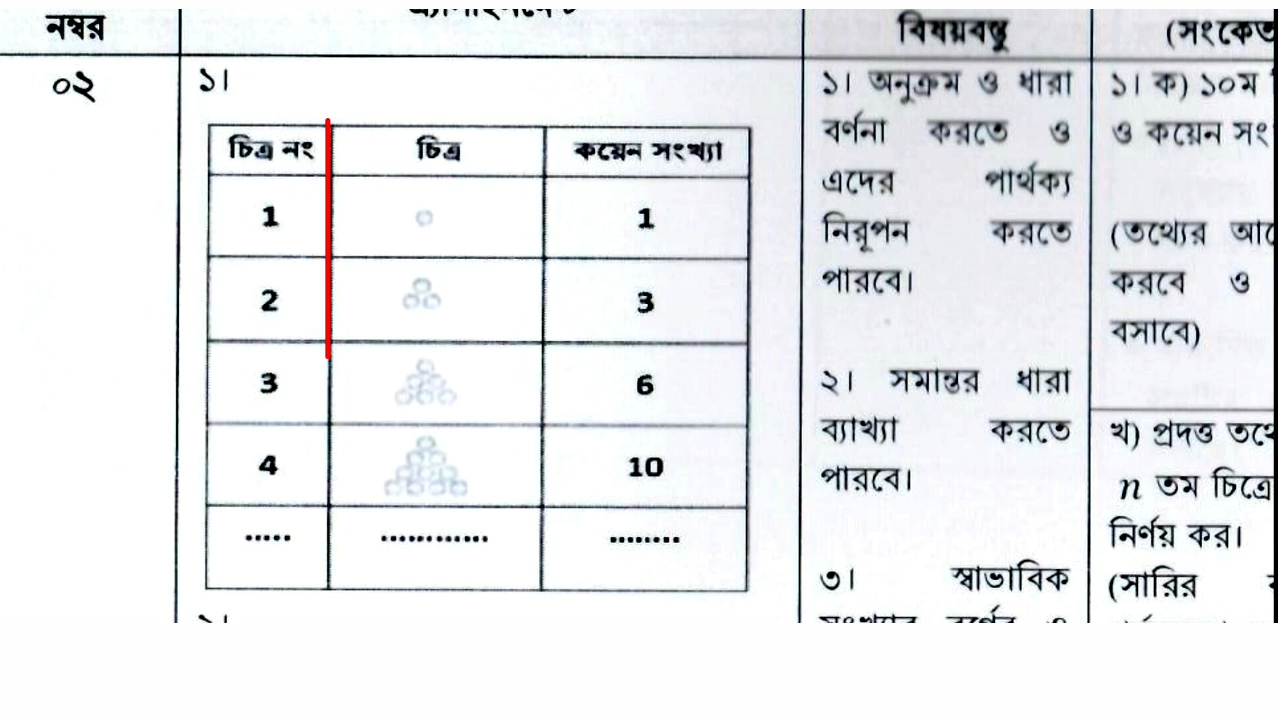 নম্বর
বিষয়বস্তু
(সংকেত
০২
১।
চিত্র নং চিত্র কয়েন সংখ্যা
1 1
2 3
3 6
4 10
..... ............ ........
২।
১। অনুক্রম ও ধারা
বর্ণনা করতে ও
এদের পার্থক্য
নিরূপন করতে
পারবে।
২। সমান্তর ধারা
ব্যাখ্যা করতে
পারবে।
৩। স্বাভাবিক
১। ক) ১০ম
ও কয়েন
(তথ্যের
করবে ও
বসাবে)
খ) প্রদত্ত
n তম চিত্রে
নির্ণয় কর।
(সারির